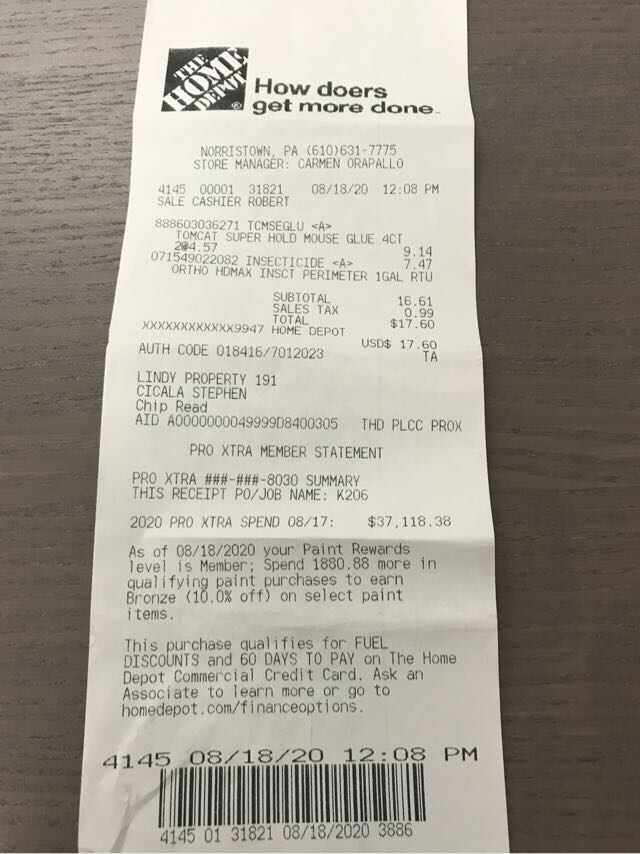 THE
HOME
DEPOT
How doers
get more done.
NORRISTOWN, PA (610)631-7775
STORE MANAGER: CARMEN ORAPALLO
4145 00001 31821 08/18/20 12:08 PM
SALE CASHIER ROBERT
888603036271 TCMSEGLU <A>
TOMCAT SUPER HOLD MOUSE GLUE 4CT
2@4.57 9.14
071549022082 INSECTICIDE <A> 7.47
ORTHO HDMAX INSCT PERIMETER 1GAL RTU
SUBTOTAL 16.61
SALES TAX 0.99
TOTAL $17.60
XXXXXXXXXXXX9947 HOME DEPOT
USD$ 17.60
AUTH CODE 018416/7012023 TA
LINDY PROPERTY 191
CICALA STEPHEN
Chip Read
AID A0000000049999D8400305 THD PLCC PROX
PRO XTRA MEMBER STATEMENT
PRO XTRA ###-###-8030 SUMMARY
THIS RECEIPT PO/JOB NAME: K206
2020 PRO XTRA SPEND 08/17: $37,118.38
As of 08/18/2020 your Paint Rewards
level is Member; Spend 1880.88 more in
qualifying paint purchases to earn
Bronze (10.0% off) on select paint
items.
This purchase qualifies for FUEL
DISCOUNTS and 60 DAYS TO PAY on The Home
Depot Commercial Credit Card. Ask an
Associate to learn more or go to
homedepot.com/financeoptions.
4145 08/18/20 12:08 PM
4145 01 31821 08/18/2020 3886